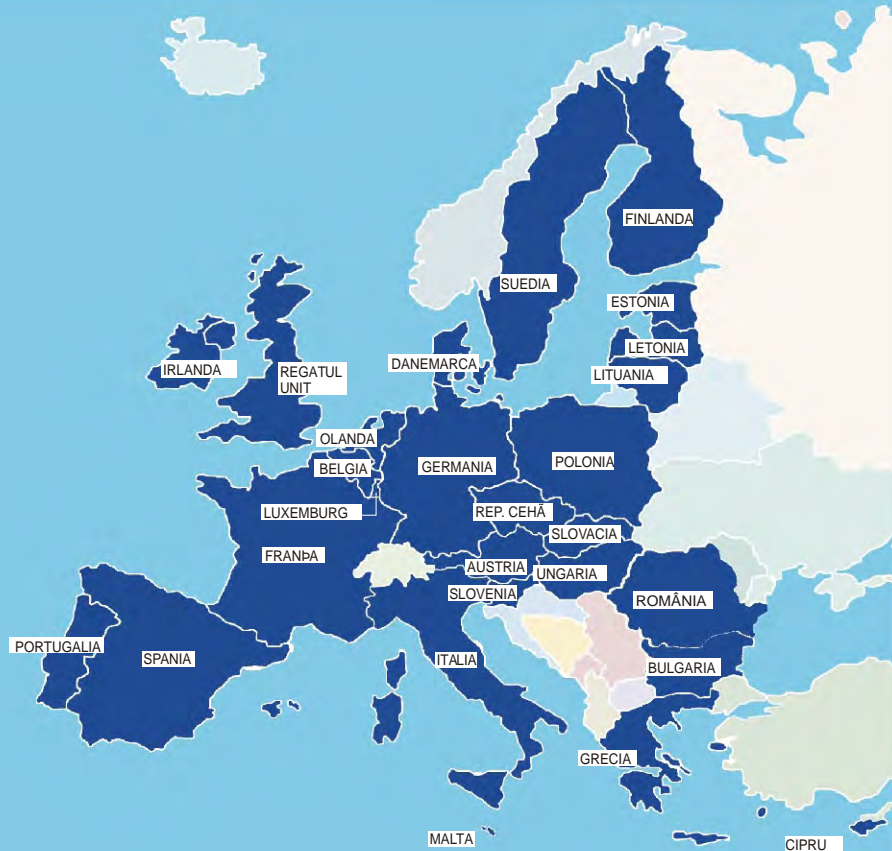 FINLANDA
SUEDIA
ESTONIA
LETONIA
DANEMARCA
IRLANDA
REGATUL
UNIT
LITUANIA
OLANDA
BELGIA
GERMANIA
POLONIA
LUXEMBURG
REP. CEHĂ
SLOVACIA
FRANÞA
AUSTRIA
UNGARIA
SLOVENIA
ROMÂNIA
PORTUGALIA
SPANIA
ITALIA
BULGARIA
GRECIA
MALTA
CIPRU